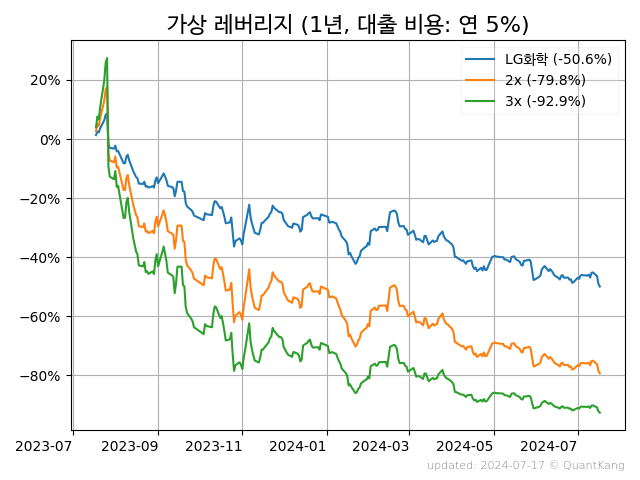 가상 레버리지 (1년, 대출 비용: 연 5%)
LG화학 (-50.6%)
2x (-79.8%)
3x (-92.9%)
20%
0%
−20%
−40%
−60%
−80%
2023-07 2023-09 2023-11 2024-01 2024-03 2024-05 2024-07
updated: 2024-07-17 © QuantKang